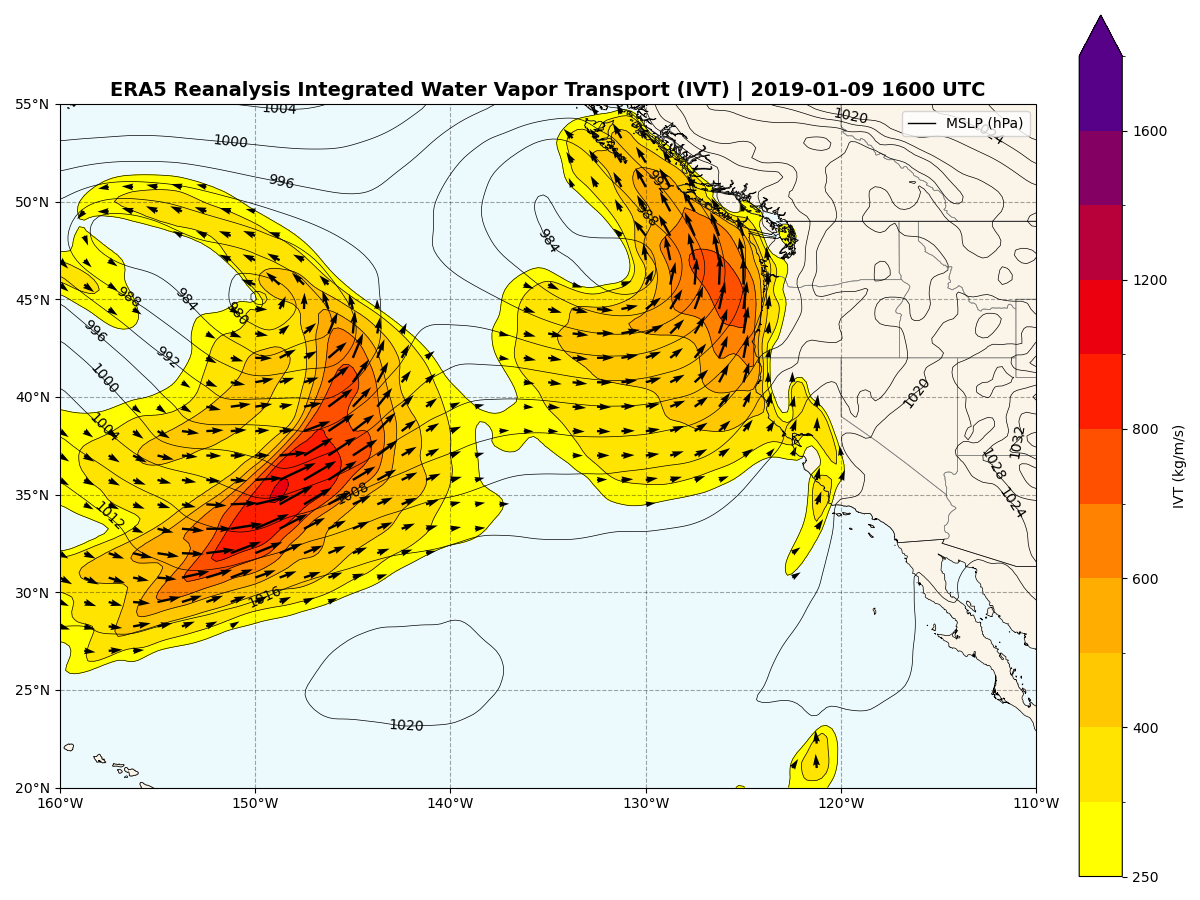 ERA5 Reanalysis Integrated Water Vapor Transport (IVT) | 2019-01-09 1600 UTC
MSLP (hPa)
55°N
50°N
45°N
40°N
35°N
30°N
25°N
20°N
160°W
150°W
140°W
130°W
120°W
110°W
1004
1000
996
1020
992
988
984
988
984
980
996
992
1000
1004
1012
1008
1016
1020
1020
1032
1028
1024
1600
1200
800
600
400
250
IVT (kg/m/s)